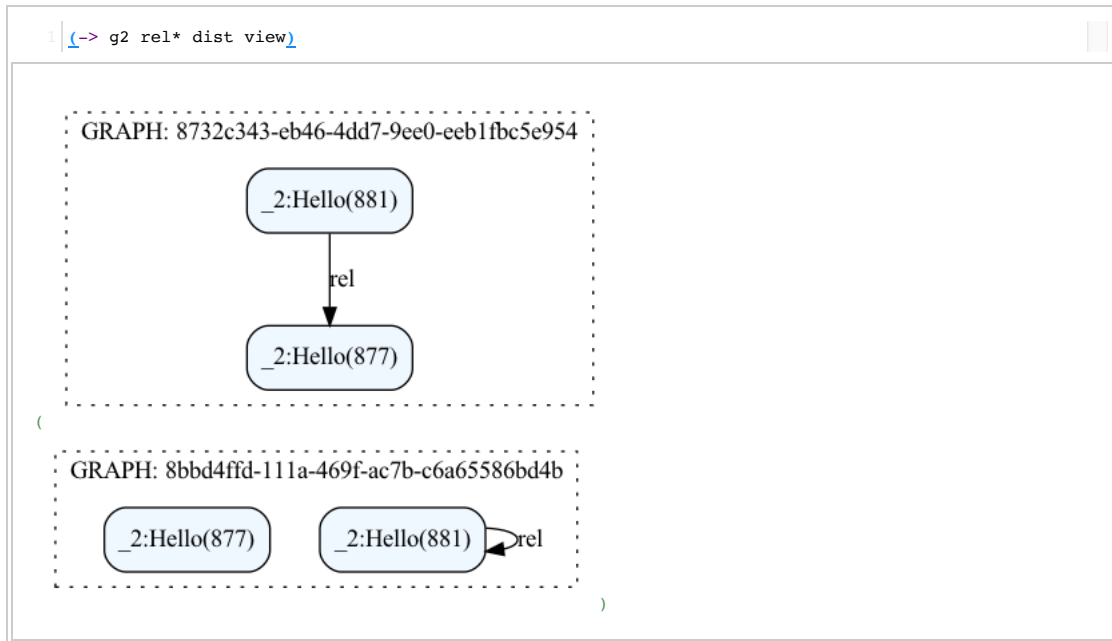 1 (-> g2 rel* dist view)
GRAPH: 8732c343-eb46-4dd7-9ee0-eeb1fbc5e954
_2:Hello(881)
rel
_2:Hello(877)
(
GRAPH: 8bbd4ffd-111a-469f-ac7b-c6a65586bd4b
_2:Hello(877) _2:Hello(881) rel
)